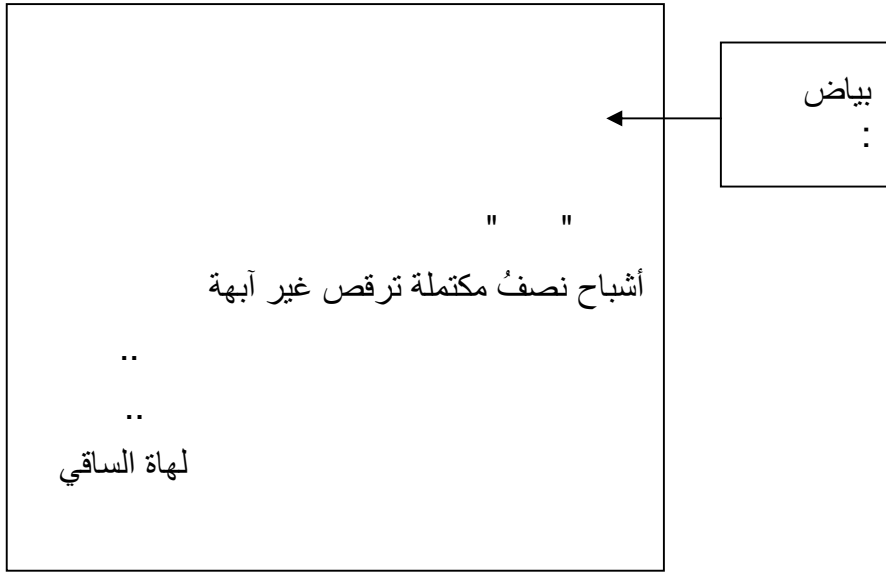 بياض
:
"      "
أشباح نصفُ مكتملة ترقص غير آبهة
..
..
لهاة الساقي